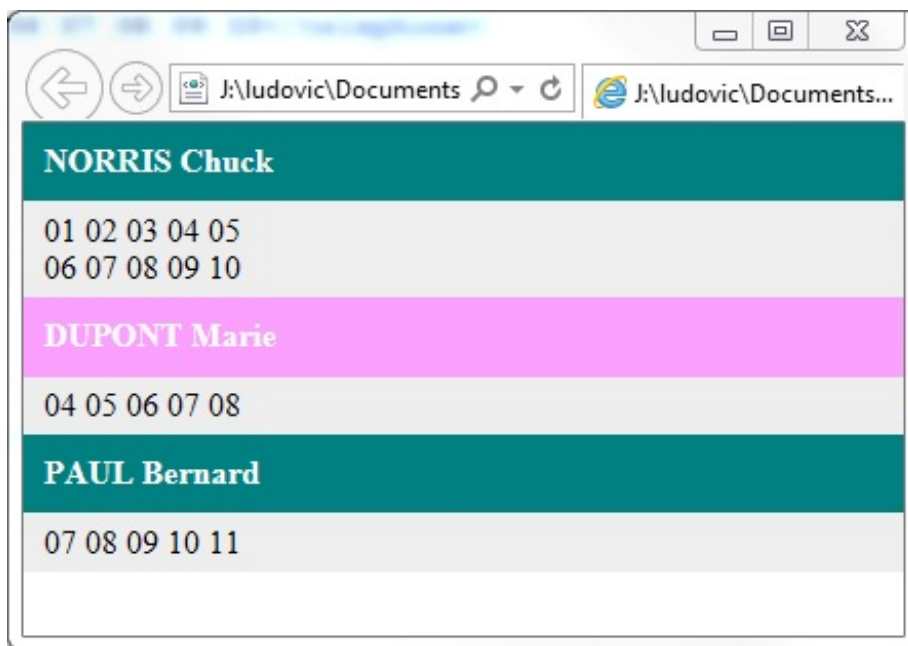 J:\ludovic\Documents
J:\ludovic\Documents...
NORRIS Chuck
01 02 03 04 05
06 07 08 09 10
DUPONT Marie
04 05 06 07 08
PAUL Bernard
07 08 09 10 11